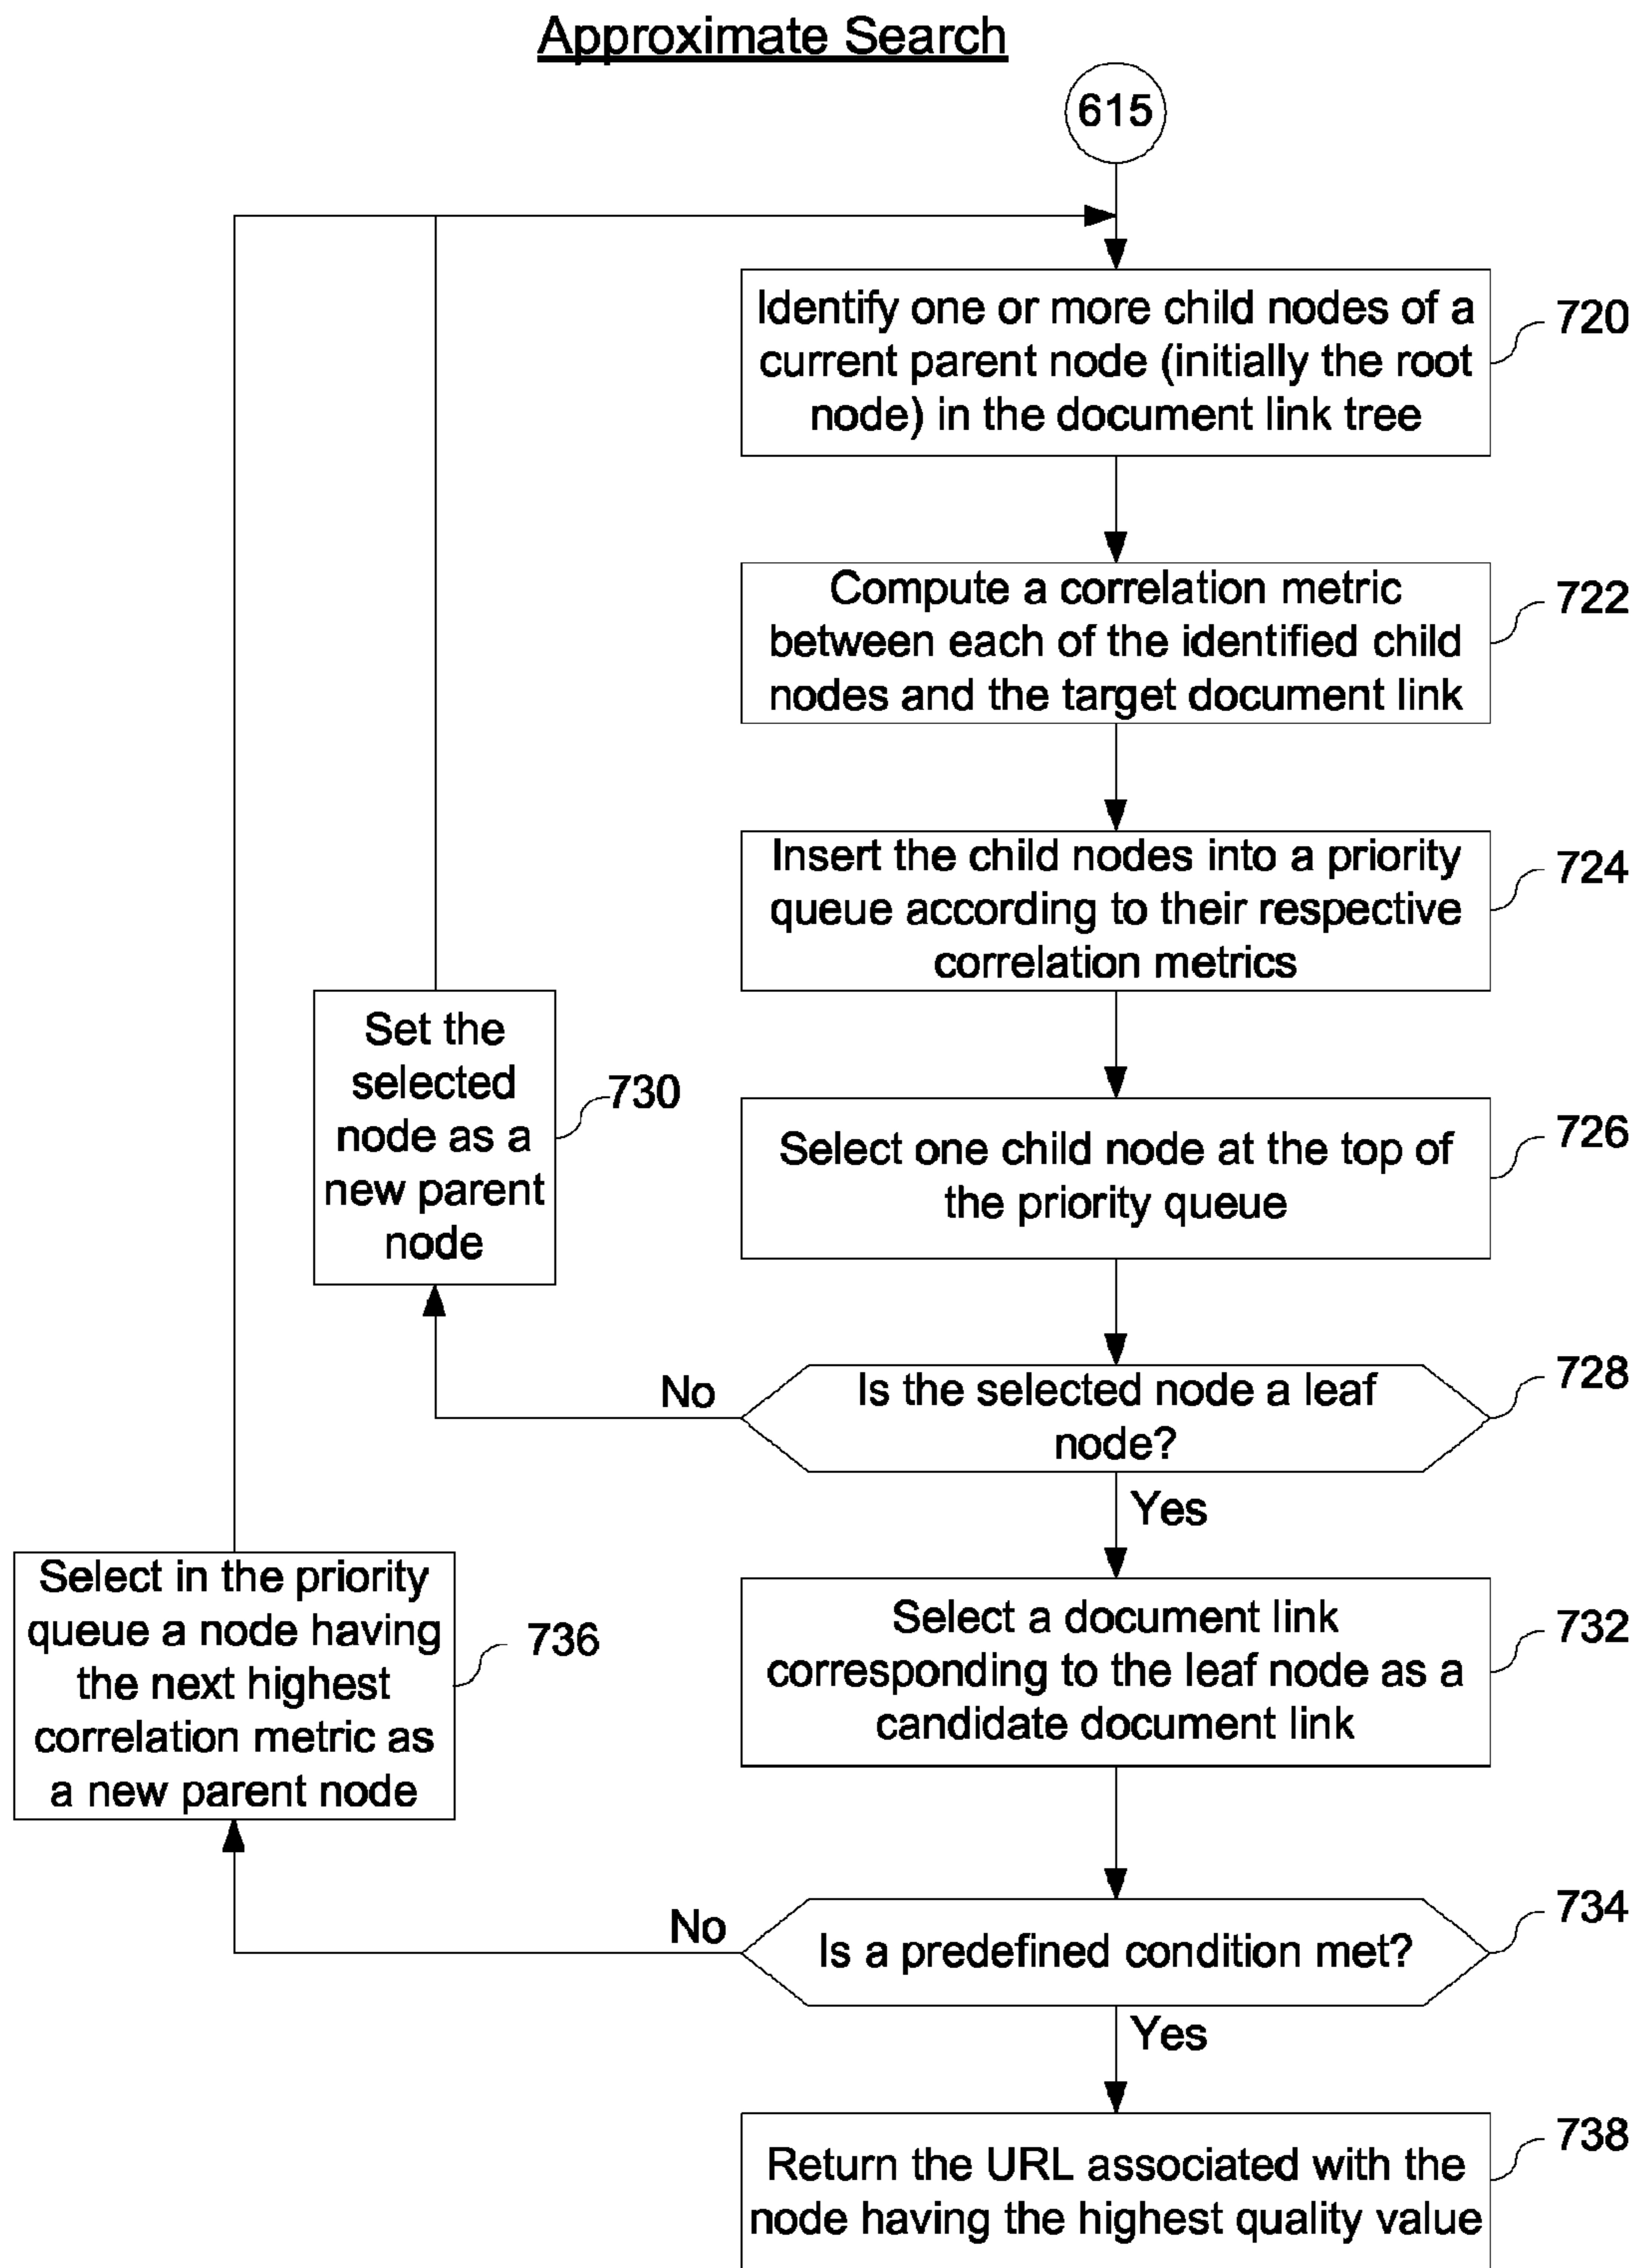 Approximate Search
615
Identify one or more child nodes of a
current parent node (initially the root
node) in the document link tree
720
Compute a correlation metric
between each of the identified child
nodes and the target document link
722
Insert the child nodes into a priority
queue according to their respective
correlation metrics
724
Set the
selected
node as a
new parent
node
730
Select one child node at the top of
the priority queue
726
No
Is the selected node a leaf
node?
728
Yes
Select in the priority
queue a node having
the next highest
correlation metric as
a new parent node
736
Select a document link
corresponding to the leaf node as a
candidate document link
732
No
Is a predefined condition met?
734
Yes
Return the URL associated with the
node having the highest quality value
738